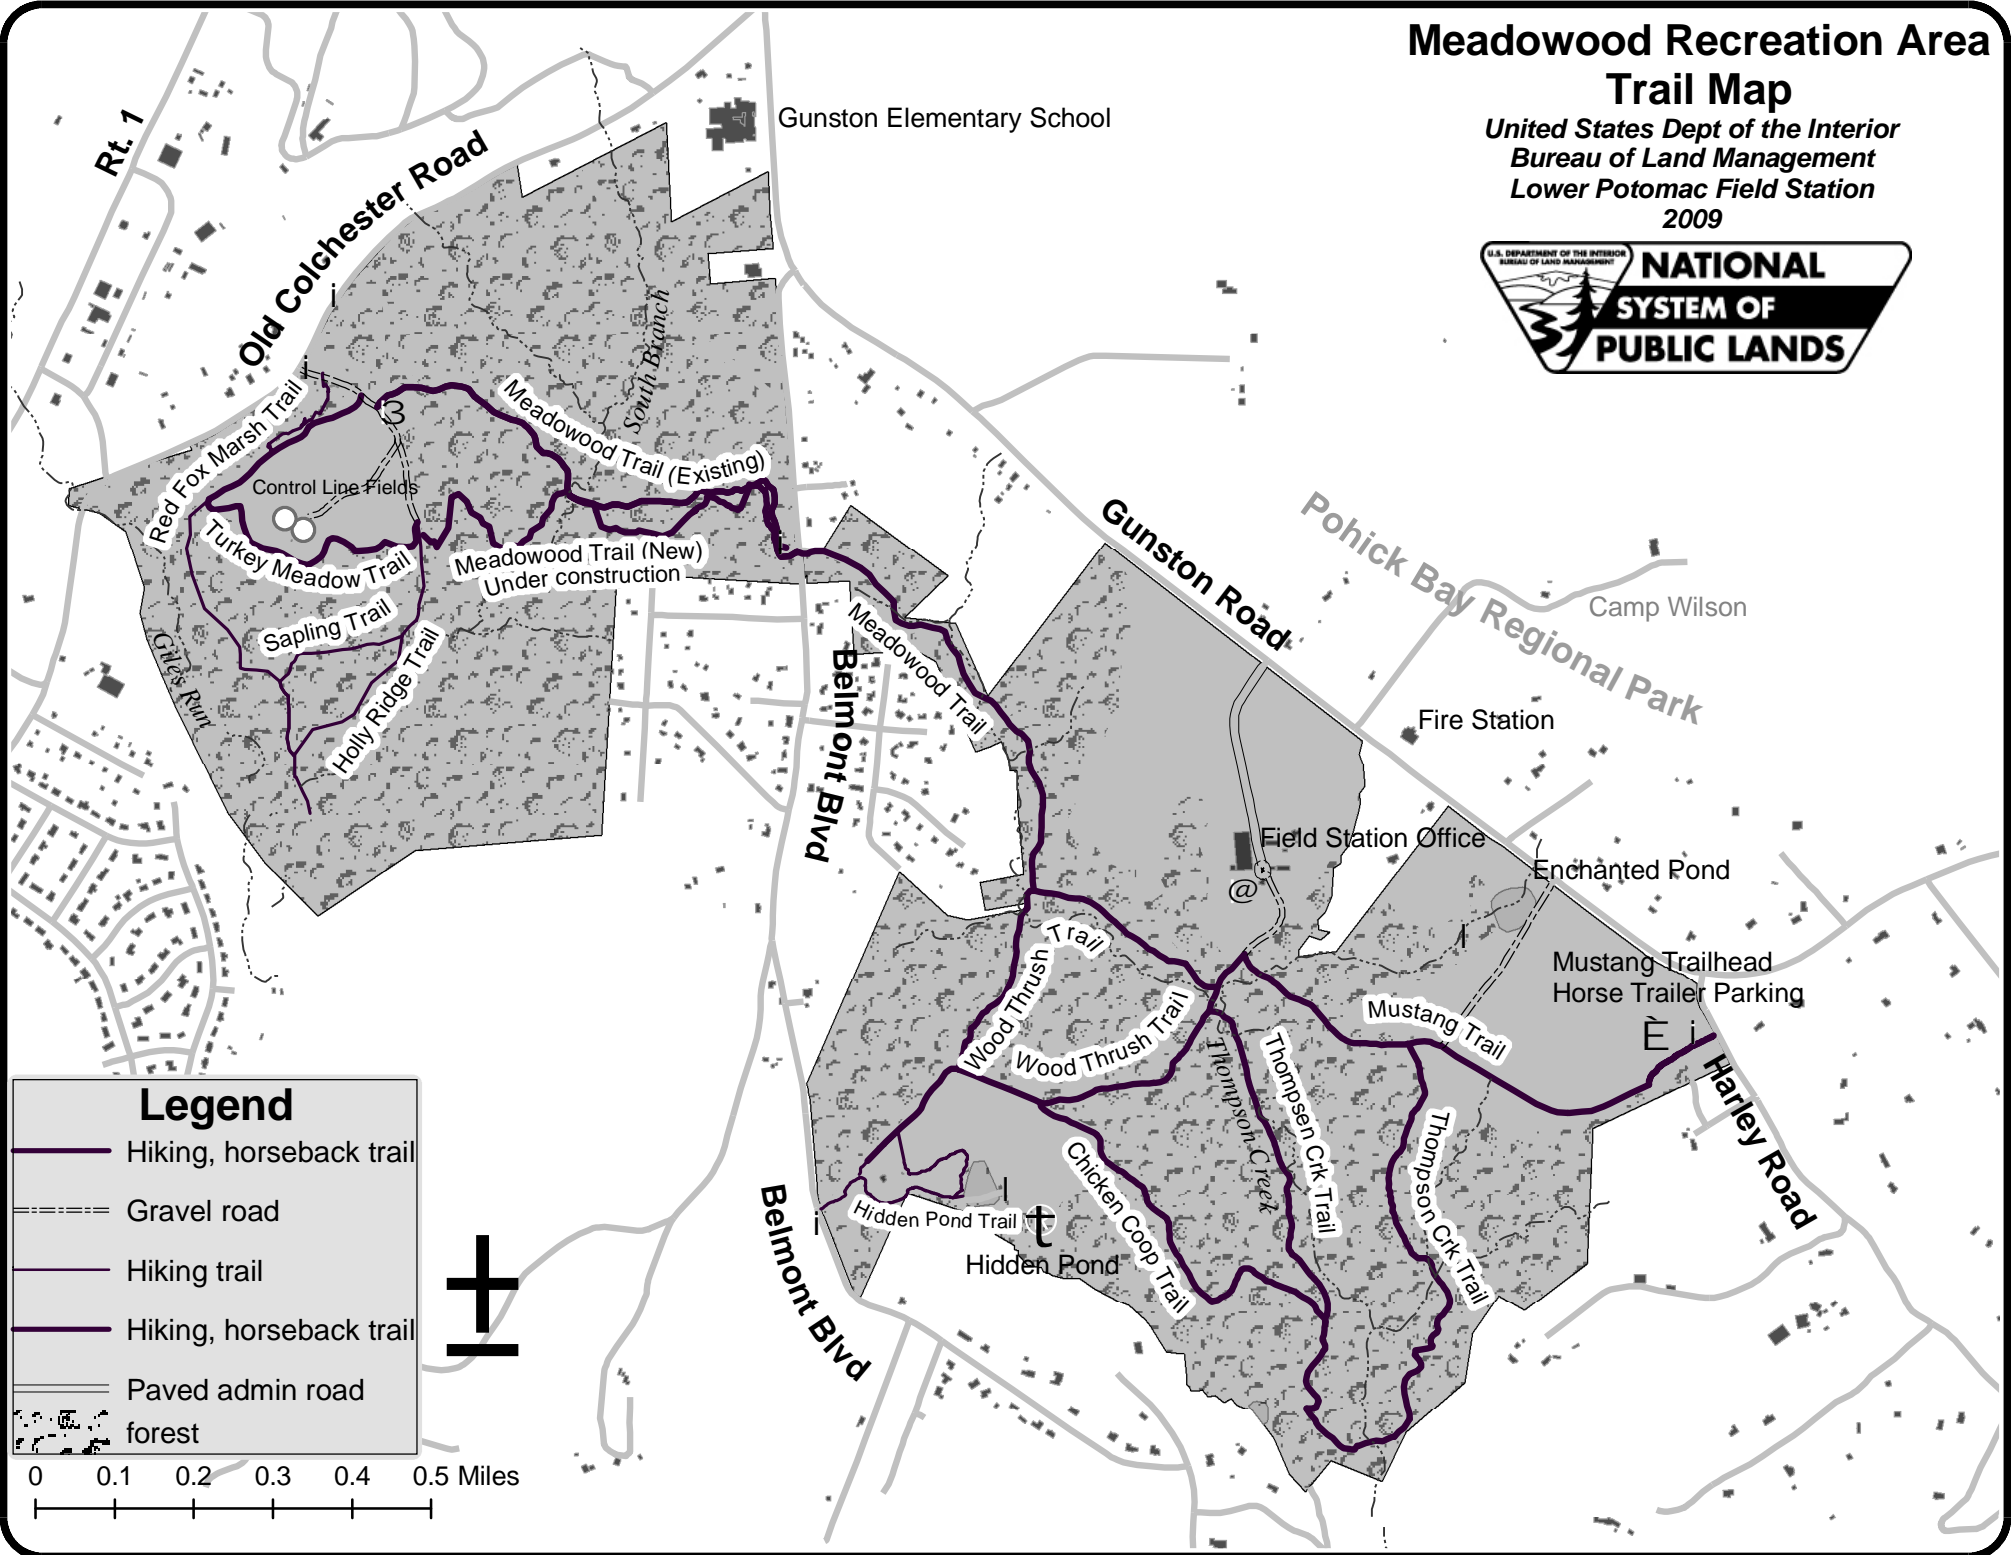 Meadowood Recreation Area
Trail Map
United States Dept of the Interior
Bureau of Land Management
Lower Potomac Field Station
2009
U.S. DEPARTMENT OF THE INTERIOR
BUREAU OF LAND MANAGEMENT
NATIONAL
SYSTEM OF
PUBLIC LANDS
Gunston Elementary School
Rt. 1
Old Colchester Road
i
South Branch
i
3
Red Fox Marsh Trail
Meadowood Trail (Existing)
Control Line Fields
Turkey Meadow Trail
Meadowood Trail (New)
Under construction
Sapling Trail
Giles Run
Holly Ridge Trail
Meadowood Trail
Belmont Blvd
Gunston Road
Pohick Bay Regional Park
Camp Wilson
Fire Station
Field Station Office
@
Enchanted Pond
l
Mustang Trailhead
Horse Trailer Parking
È i
Mustang Trail
Harley Road
Wood Thrush Trail
Wood Thrush Trail
Thompson Creek
Thompsen Crk Trail
Thompson Crk Trail
Chicken Coop Trail
l
Hidden Pond Trail
t
i
Hidden Pond
Belmont Blvd
Legend
Hiking, horseback trail
Gravel road
Hiking trail
Hiking, horseback trail
Paved admin road
forest
±
0 0.1 0.2 0.3 0.4 0.5 Miles